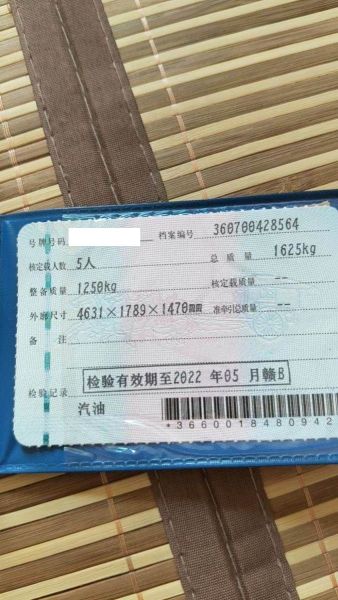 号牌号码 档案编号 360700428564
核定载人数 5人 总质量 1625kg
整备质量 1250kg 核定载质量 --
外廓尺寸 4631×1789×1470mm 准牵引总质量 --
备注
检验记录 检验有效期至2022年05月赣B
汽油
*3660018480942